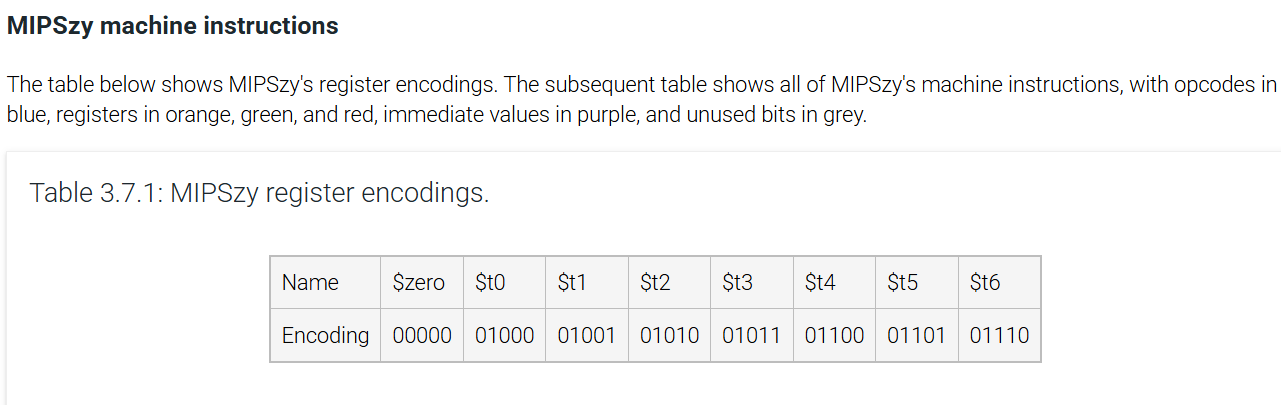 MIPSzy machine instructions
The table below shows MIPSzy's register encodings. The subsequent table shows all of MIPSzy's machine instructions, with opcodes in
blue, registers in orange, green, and red, immediate values in purple, and unused bits in grey.
Table 3.7.1: MIPSzy register encodings.
Name $zero $t0 $t1 $t2 $t3 $t4 $t5 $t6
Encoding 00000 01000 01001 01010 01011 01100 01101 01110